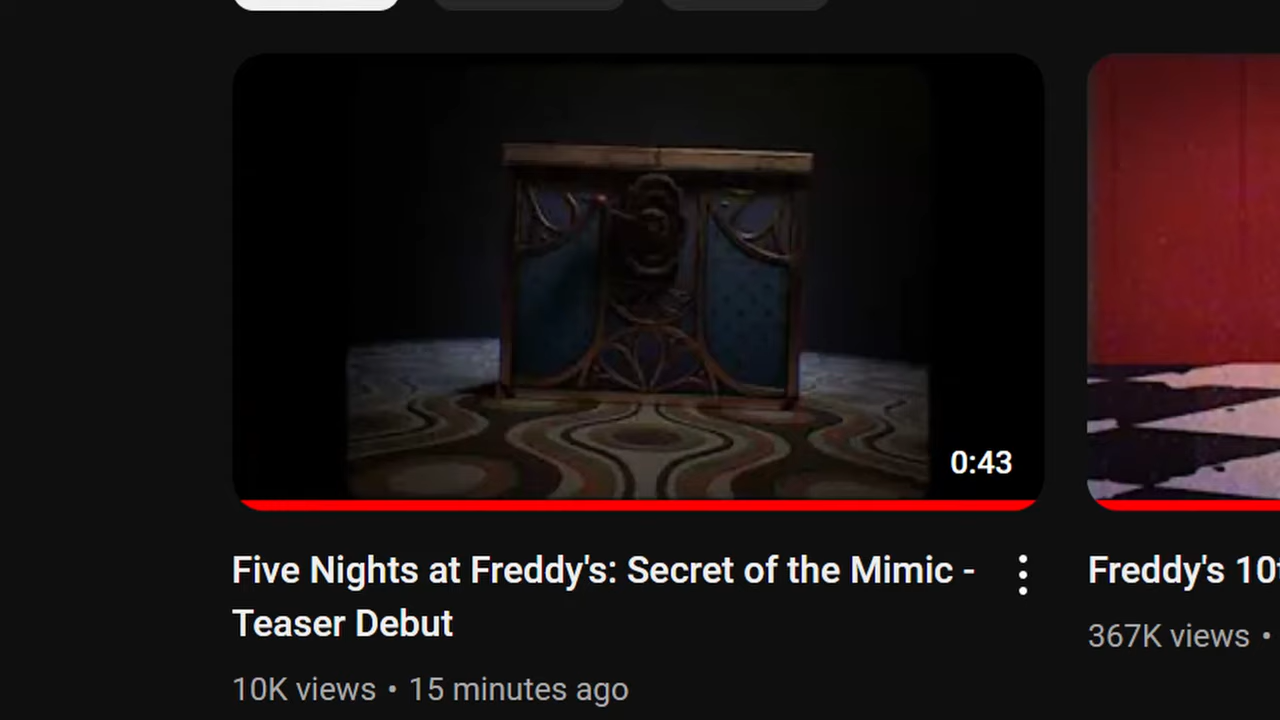 0:43
Five Nights at Freddy's: Secret of the Mimic -
Teaser Debut
10K views • 15 minutes ago
Freddy's
367K views •